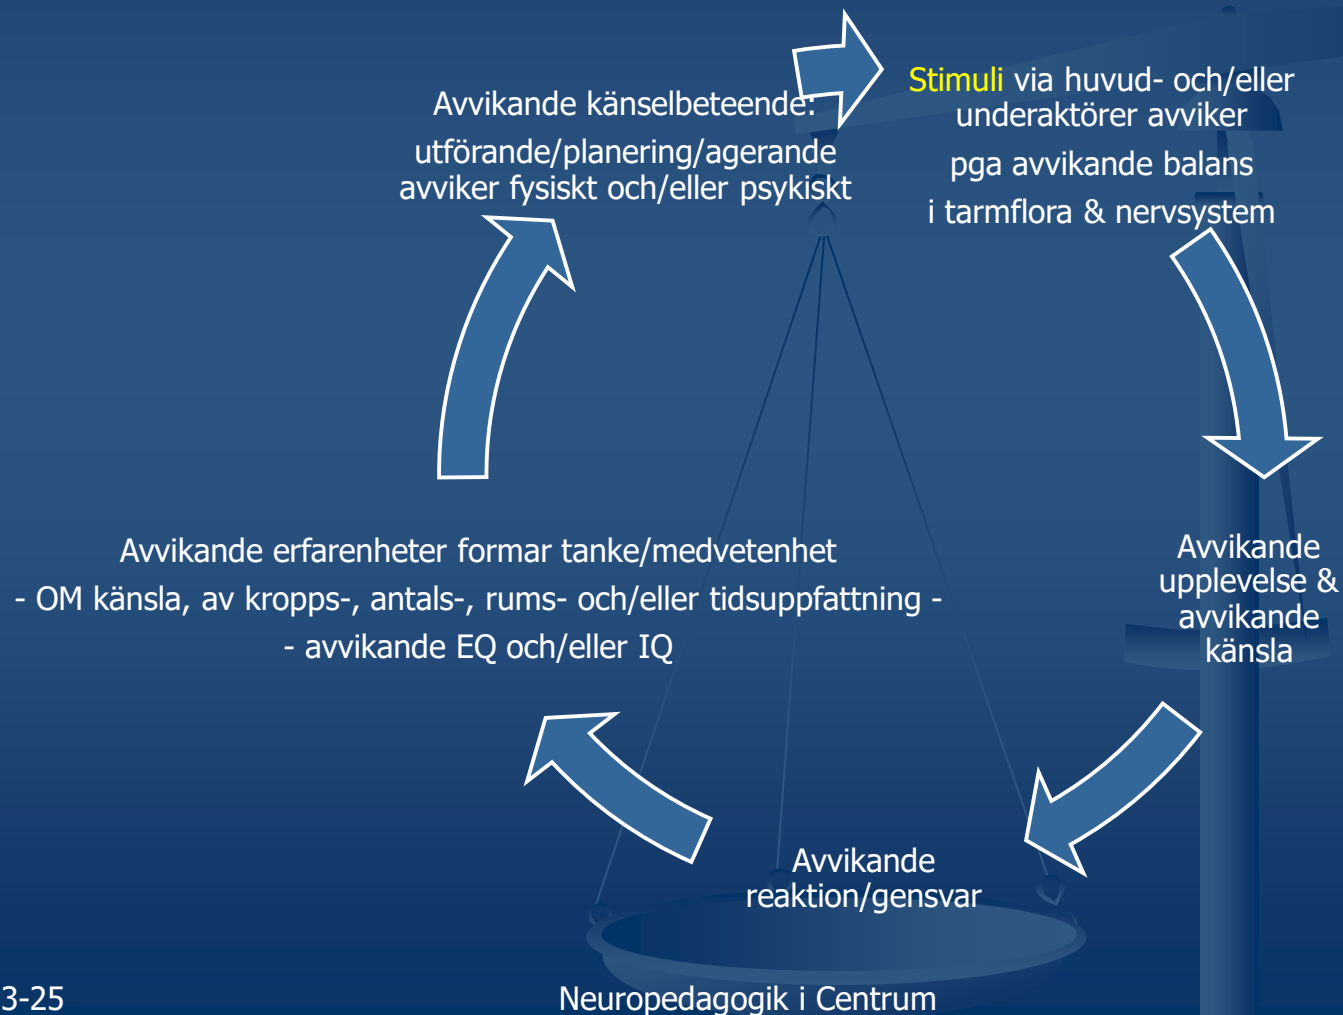 Stimuli via huvud- och/eller
underaktörer avviker
pga avvikande balans
i tarmflora & nervsystem
Avvikande
upplevelse &
avvikande
känsla
Avvikande
reaktion/gensvar
Avvikande erfarenheter formar tanke/medvetenhet
- OM känsla, av kropps-, antals-, rums- och/eller tidsuppfattning -
- avvikande EQ och/eller IQ
Avvikande känselbeteende:
utförande/planering/agerande
avviker fysiskt och/eller psykiskt
3-25
Neuropedagogik i Centrum